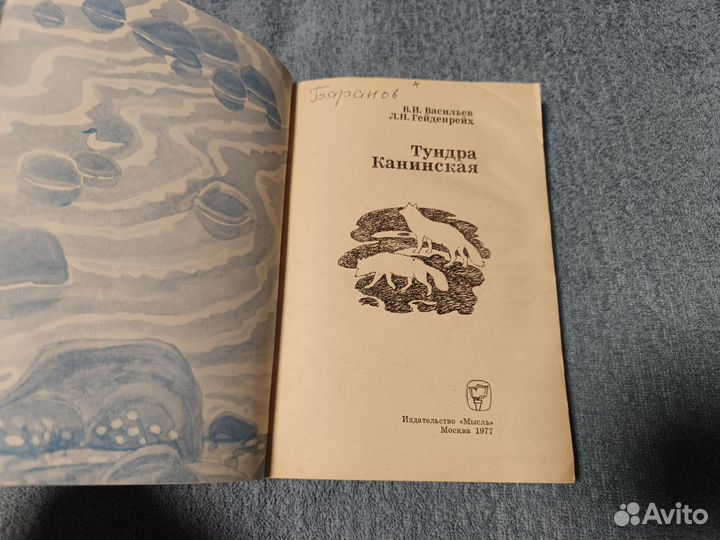 Баранов
В.И. Васильев
Л.Н. Гейденрейх
Тундра
Канинская
Издательство «Мысль»
Москва 1977
Avito